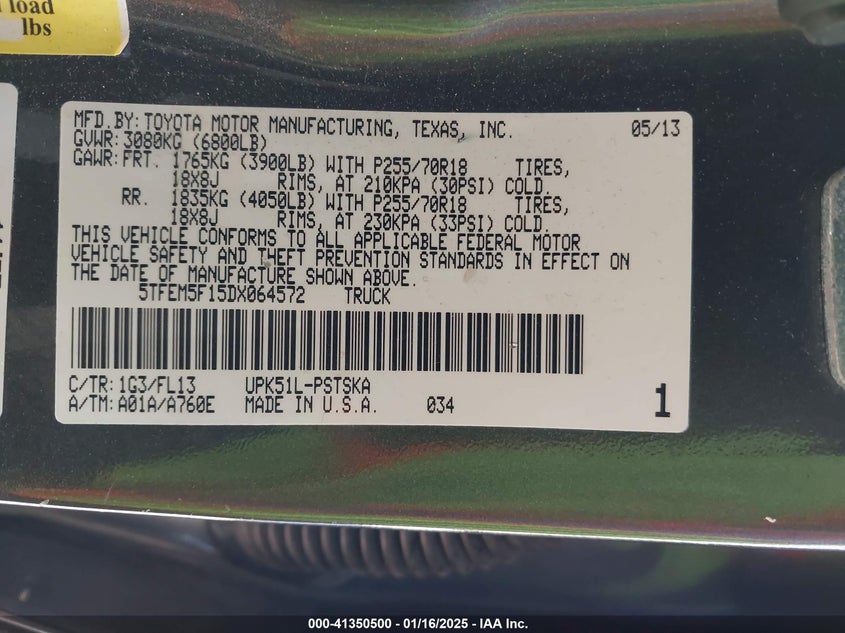 load
lbs
MFD.BY:TOYOTA MOTOR MANUFACTURING, TEXAS, INC. 05/13
GVWR:3080KG (6800LB)
GAWR:FRT. 1765KG (3900LB) WITH P255/70R18 TIRES,
18X8J RIMS, AT 210KPA (30PSI) COLD.
RR. 1835KG (4050LB) WITH P255/70R18 TIRES,
18X8J RIMS, AT 230KPA (33PSI) COLD.
THIS VEHICLE CONFORMS TO ALL APPLICABLE FEDERAL MOTOR
VEHICLE SAFETY AND THEFT PREVENTION STANDARDS IN EFFECT ON
THE DATE OF MANUFACTURE SHOWN ABOVE.
5TFEM5F15DX064572 TRUCK
C/TR:1G3/FL13 UPK51L-PSTSKA
A/TM:A01A/A760E MADE IN U.S.A. 034 1
000-41350500 - 01/16/2025 - IAA Inc.